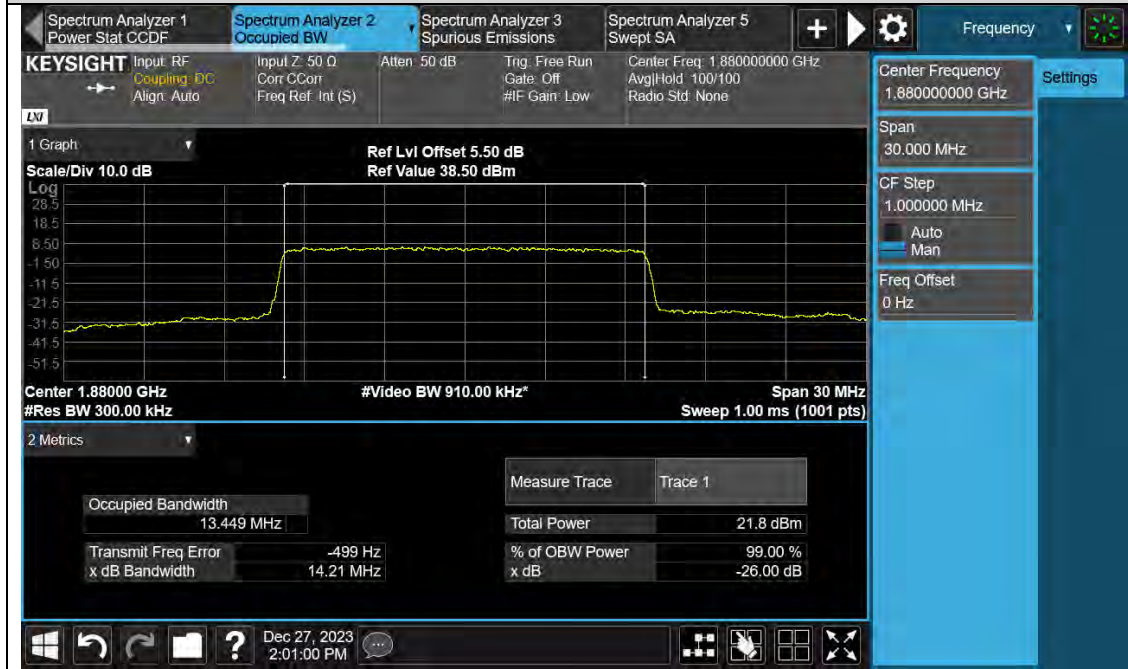 Spectrum Analyzer 1
Power Stat CCDF
Spectrum Analyzer 2
Occupied BW
Spectrum Analyzer 3
Spurious Emissions
Spectrum Analyzer 5
Swept SA
Frequency
KEYSIGHT
Input: RF
Coupling: DC
Align: Auto
Input Z: 50 Ω
Corr CCorr
Freq Ref: Int (S)
Atten: 50 dB
Trig: Free Run
Gate: Off
#IF Gain: Low
Center Freq: 1.880000000 GHz
Avg|Hold: 100/100
Radio Std: None
LXI
Center Frequency
1.880000000 GHz
Settings
Span
30.000 MHz
CF Step
1.000000 MHz
Auto
Man
Freq Offset
0 Hz
1 Graph
Scale/Div 10.0 dB
Ref Lvl Offset 5.50 dB
Ref Value 38.50 dBm
Log
28.5
18.5
8.50
-1.50
-11.5
-21.5
-31.5
-41.5
-51.5
Center 1.88000 GHz
#Res BW 300.00 kHz
#Video BW 910.00 kHz*
Span 30 MHz
Sweep 1.00 ms (1001 pts)
2 Metrics
Measure Trace Trace 1
Occupied Bandwidth
13.449 MHz
Total Power 21.8 dBm
Transmit Freq Error -499 Hz
% of OBW Power 99.00 %
x dB Bandwidth 14.21 MHz
x dB -26.00 dB
Dec 27, 2023
2:01:00 PM